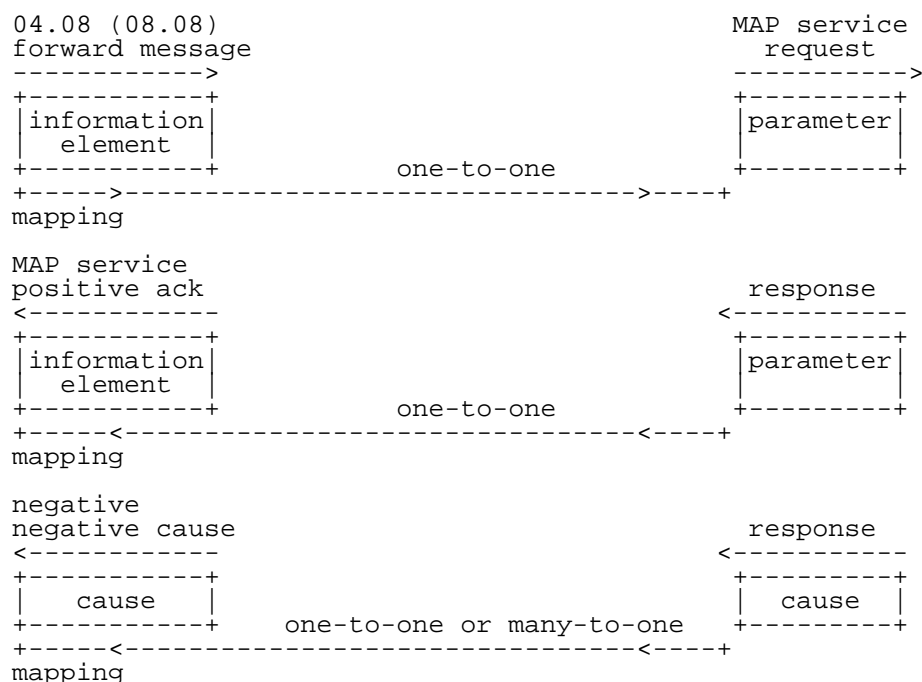 04.08 (08.08) MAP service
forward message request
------------> ----------->
+-----------+ +---------+
|information| |parameter|
| element | | |
+-----------+ one-to-one +---------+
+----->-------------------------------->----+
mapping
MAP service
positive ack response
<------------ <-----------
+-----------+ +---------+
|information| |parameter|
| element | | |
+-----------+ one-to-one +---------+
+-----<--------------------------------<----+
mapping
negative
negative cause response
<------------ <-----------
+-----------+ +---------+
| cause | | cause |
+-----------+ one-to-one or many-to-one +---------+
+-----<--------------------------------<----+
mapping